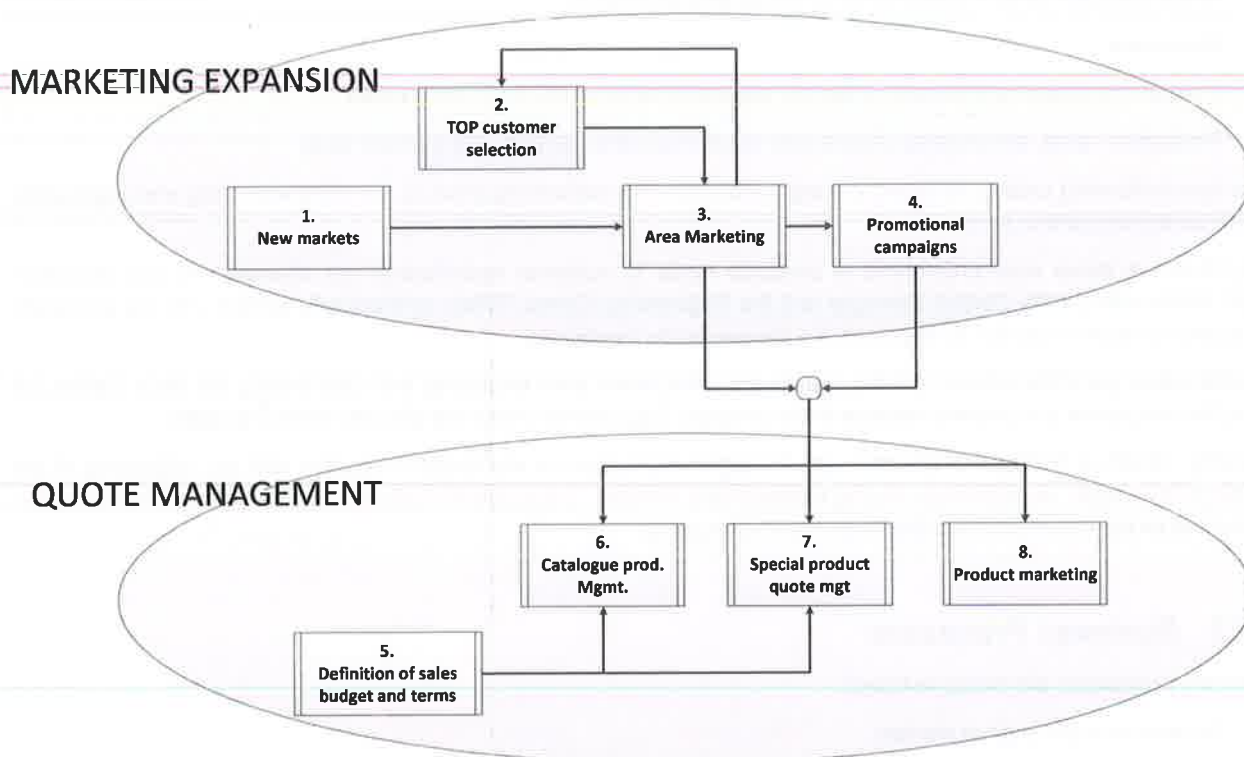 MARKETING EXPANSION
2.
TOP customer
selection
1.
New markets
3.
Area Marketing
4.
Promotional
campaigns
QUOTE MANAGEMENT
6.
Catalogue prod.
Mgmt.
7.
Special product
quote mgt
8.
Product marketing
5.
Definition of sales
budget and terms